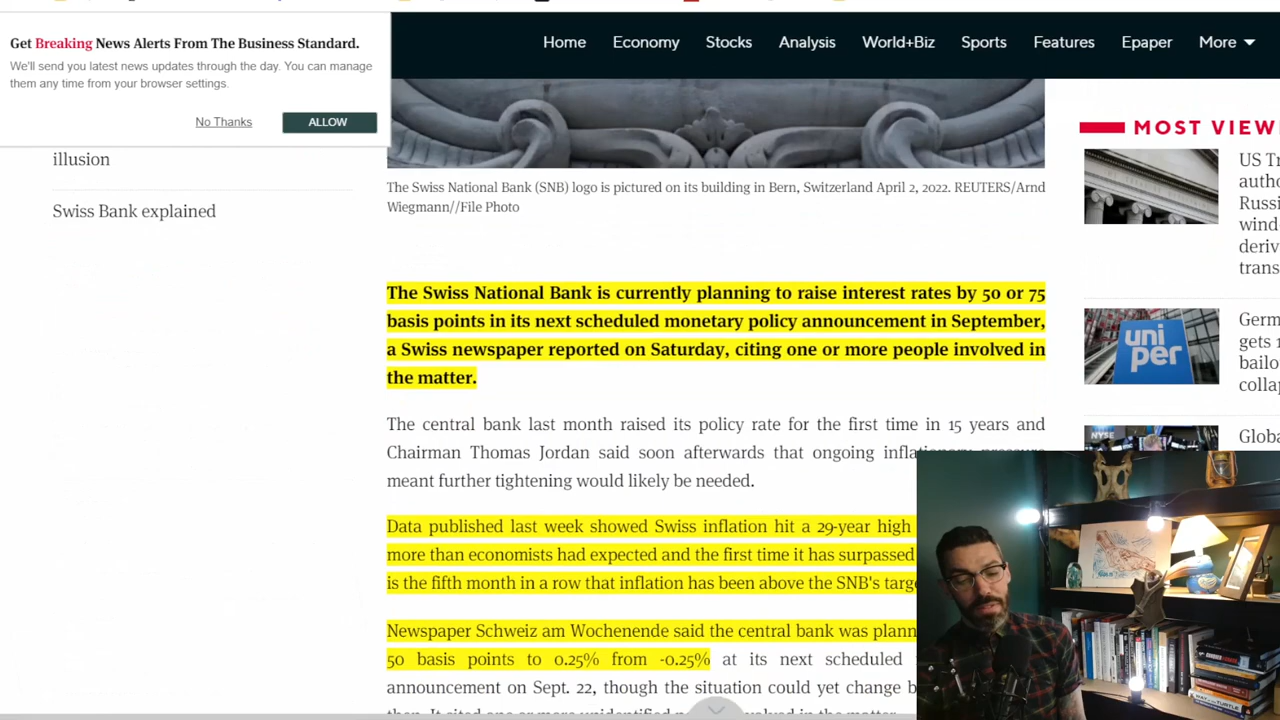 Get Breaking News Alerts From The Business Standard.
We'll send you latest news updates through the day. You can manage
them any time from your browser settings.
No Thanks
ALLOW
Home
Economy
Stocks
Analysis
World+Biz
Sports
Features
Epaper
More
illusion
Swiss Bank explained
The Swiss National Bank (SNB) logo is pictured on its building in Bern, Switzerland April 2, 2022. REUTERS/Arnd
Wiegmann//File Photo
The Swiss National Bank is currently planning to raise interest rates by 50 or 75
basis points in its next scheduled monetary policy announcement in September,
a Swiss newspaper reported on Saturday, citing one or more people involved in
the matter.
The central bank last month raised its policy rate for the first time in 15 years and
Chairman Thomas Jordan said soon afterwards that ongoing inflationary pressure
meant further tightening would likely be needed.
Data published last week showed Swiss inflation hit a 29-year high
more than economists had expected and the first time it has surpassed
is the fifth month in a row that inflation has been above the SNB's targ
Newspaper Schweiz am Wochenende said the central bank was plann
50 basis points to 0.25% from -0.25% at its next scheduled
announcement on Sept. 22, though the situation could yet change b
MOST VIEW
US Tr
autho
Russi
wind
deriv
trans
uni
per
Germ
gets 1
bailo
colla
NYSE
Globa